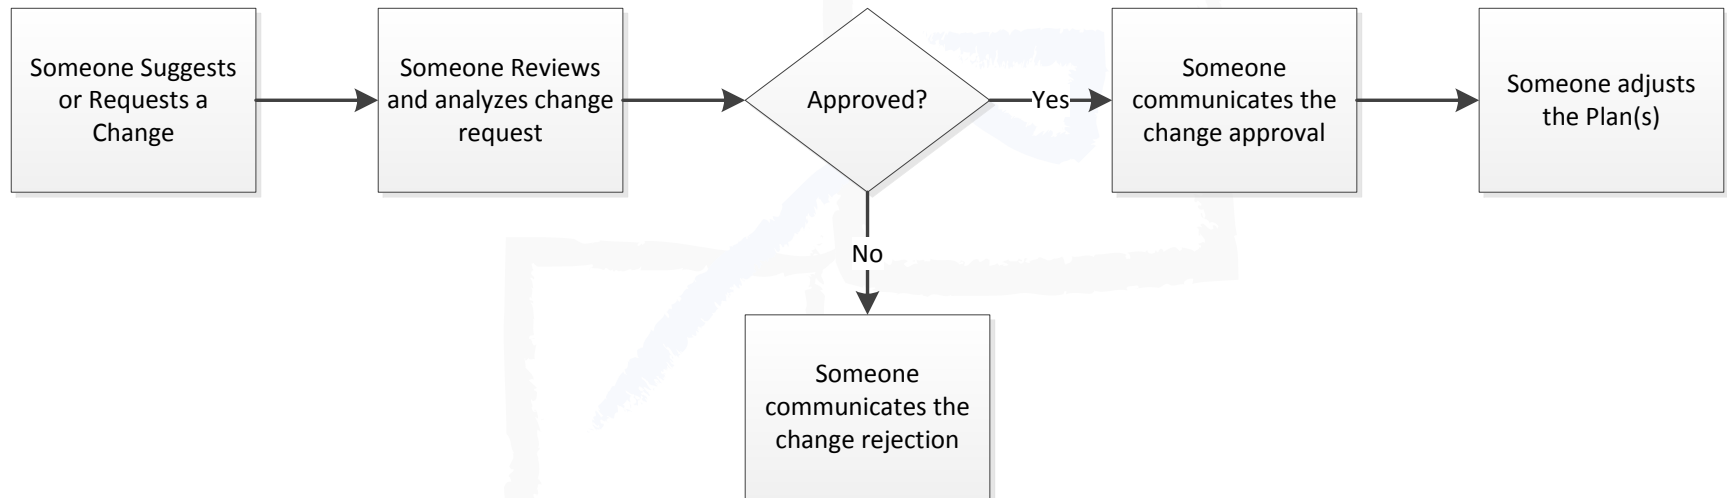 Someone Suggests
or Requests a
Change
Someone Reviews
and analyzes change
request
Approved?
Yes
Someone
communicates the
change approval
Someone adjusts
the Plan(s)
No
Someone
communicates the
change rejection